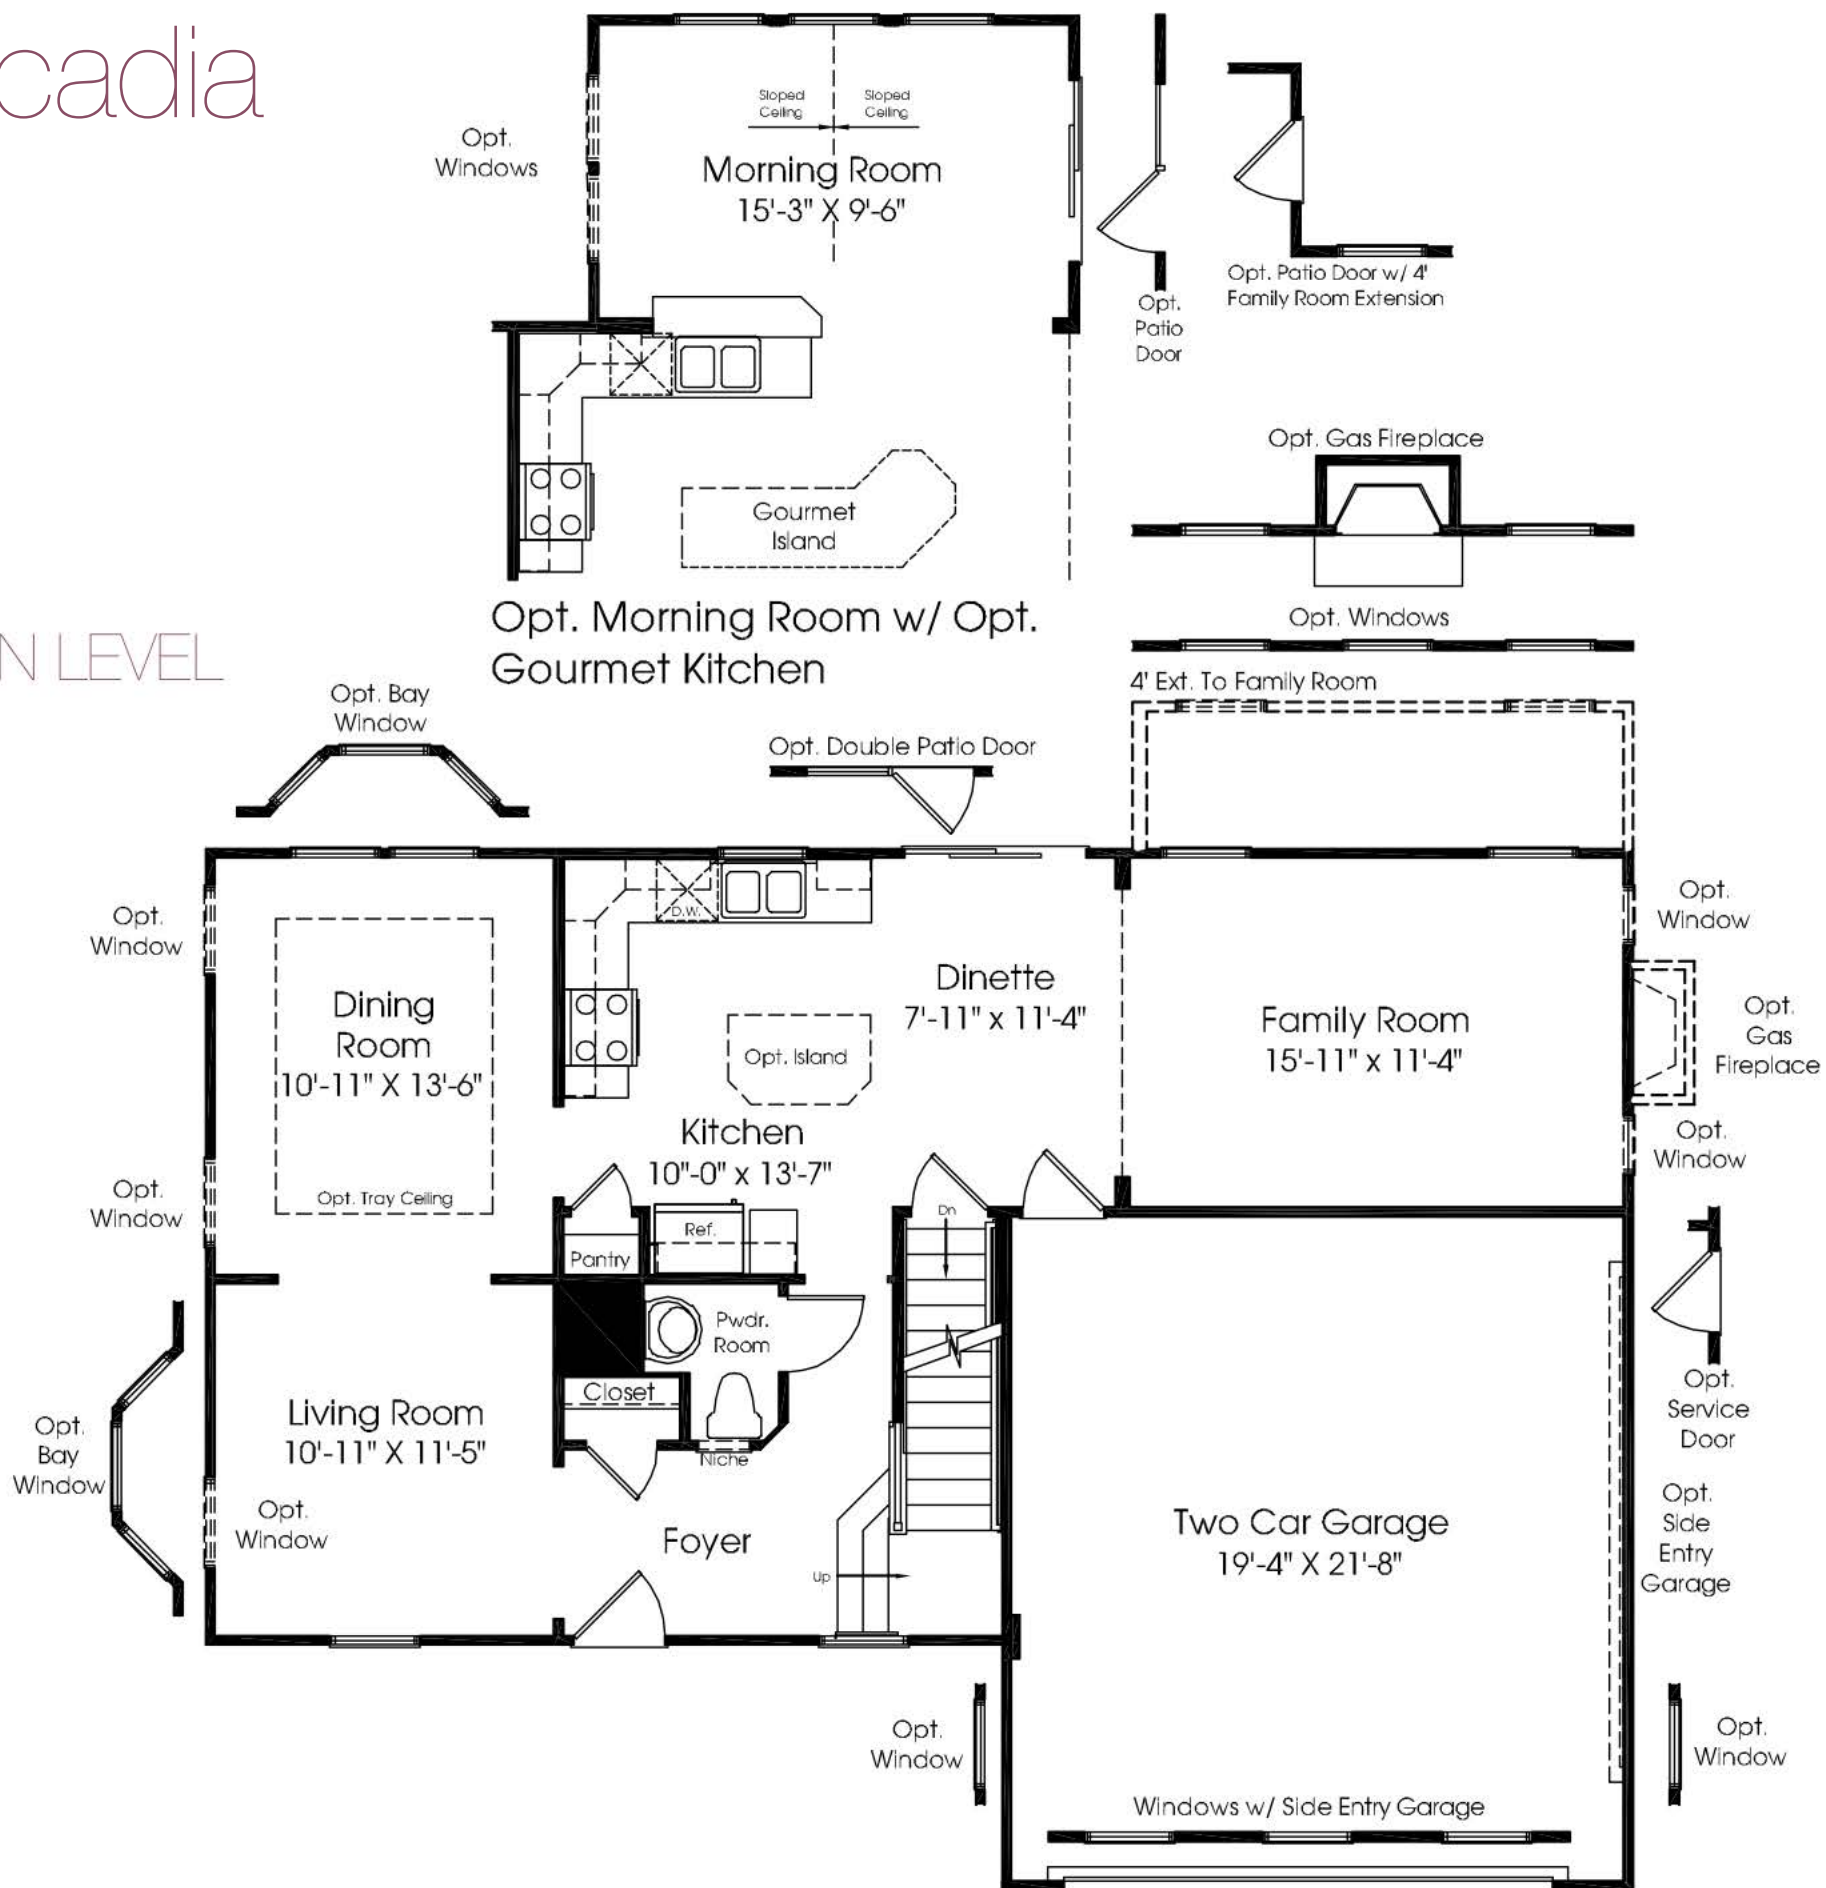 cadia
Opt.
Windows
Sloped
Ceiling
Sloped
Ceiling
Morning Room
15'-3" X 9'-6"
Opt.
Patio
Door
Opt. Patio Door w/ 4'
Family Room Extension
Gourmet
Island
Opt. Morning Room w/ Opt.
Gourmet Kitchen
Opt. Gas Fireplace
Opt. Windows
4' Ext. To Family Room
N LEVEL
Opt. Bay
Window
Opt. Double Patio Door
Opt.
Window
D.W.
Dining
Room
10'-11" X 13'-6"
Opt. Tray Ceiling
Opt.
Window
Dinette
7'-11" x 11'-4"
Opt. Island
Kitchen
10"-0" x 13'-7"
Family Room
15'-11" x 11'-4"
Opt.
Window
Opt.
Gas
Fireplace
Opt.
Window
Pantry
Ref.
Dn
Pwdr.
Room
Closet
Niche
Living Room
10'-11" X 11'-5"
Opt.
Bay
Window
Opt.
Window
Foyer
Up
Two Car Garage
19'-4" X 21'-8"
Opt.
Service
Door
Opt.
Side
Entry
Garage
Opt.
Window
Opt.
Window
Windows w/ Side Entry Garage